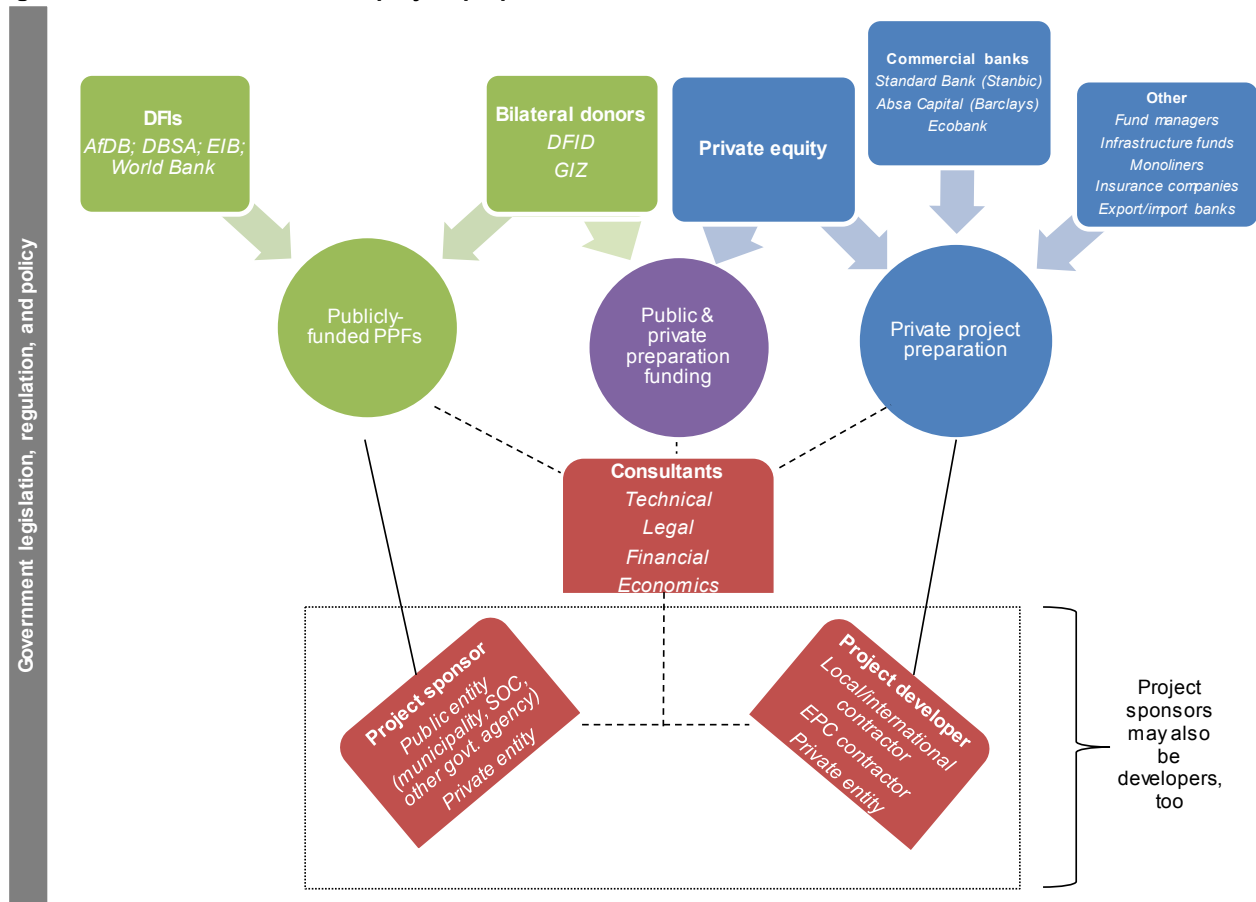 Government legislation, regulation, and policy
DFIs
AfDB; DBSA; EIB;
World Bank
Bilateral donors
DFID
GIZ
Private equity
Commercial banks
Standard Bank (Stanbic)
Absa Capital (Barclays)
Ecobank
Other
Fund managers
Infrastructure funds
Monoliners
Insurance companies
Export/import banks
Publicly-
funded PPFs
Public &
private
preparation
funding
Private project
preparation
Consultants
Technical
Legal
Financial
Economics
Project sponsor
Public entity
(municipality, SOC,
other govt. agency)
Private entity
Project developer
Local/international
contractor
EPC contractor
Private entity
Project
sponsors
may also
be
developers,
too